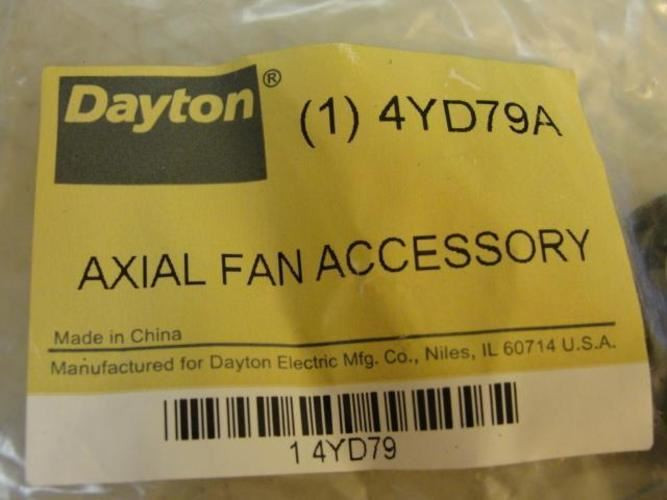 Dayton®
(1) 4YD79A
AXIAL FAN ACCESSORY
Made in China
Manufactured for Dayton Electric Mfg. Co., Niles, IL 60714 U.S.A.
1 4YD79